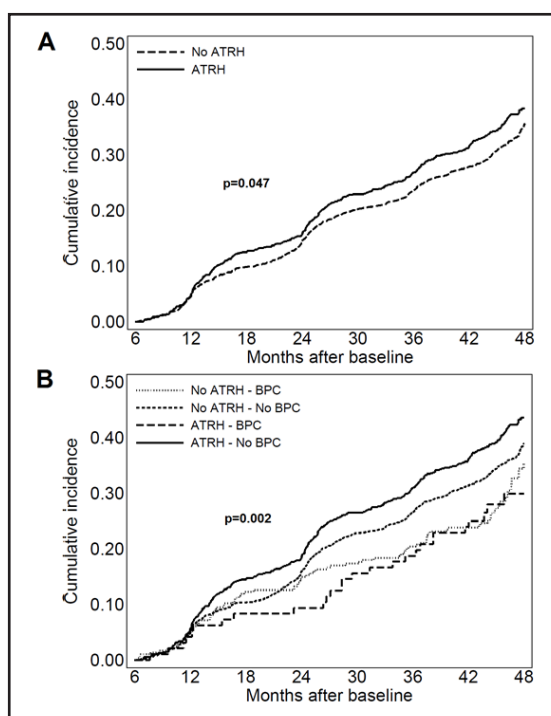 A
0.50
No ATRH
ATRH
0.40
0.30
p=0.047
0.20
0.10
0.00
Cumulative incidence
6 12 18 24 30 36 42 48
Months after baseline
B
0.50
No ATRH - BPC
No ATRH - No BPC
ATRH - BPC
ATRH - No BPC
0.40
0.30
p=0.002
0.20
0.10
0.00
Cumulative incidence
6 12 18 24 30 36 42 48
Months after baseline